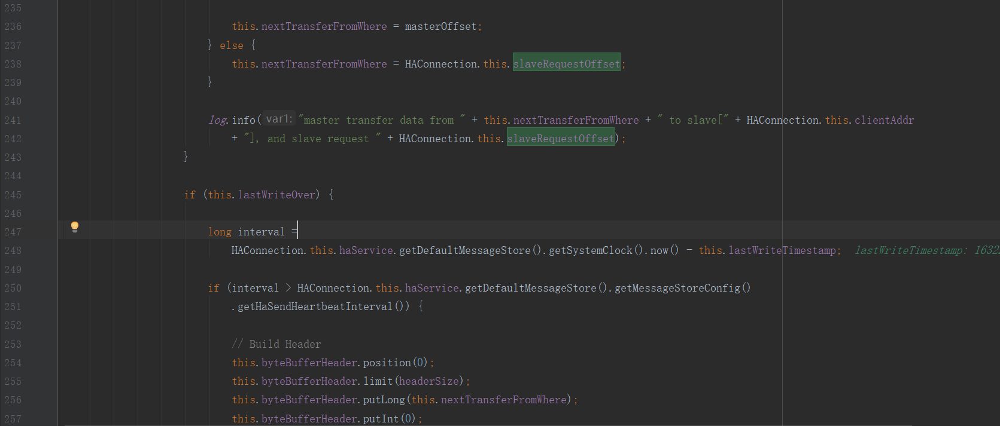 235
236 this.nextTransferFromWhere = masterOffset;
237 } else {
238 this.nextTransferFromWhere = HAConnection.this.slaveRequestOffset;
239 }
240
241 log.info( var1: "master transfer data from " + this.nextTransferFromWhere + " to slave[" + HAConnection.this.clientAddr
242 + "], and slave request " + HAConnection.this.slaveRequestOffset);
243 }
244
245 if (this.lastWriteOver) {
246
247 long interval =
248 HAConnection.this.haService.getDefaultMessageStore().getSystemClock().now() - this.lastWriteTimestamp; lastWriteTimestamp: 1632
249
250 if (interval > HAConnection.this.haService.getDefaultMessageStore().getMessageStoreConfig()
251 .getHaSendHeartbeatInterval()) {
252
253 // Build Header
254 this.byteBufferHeader.position(0);
255 this.byteBufferHeader.limit(headerSize);
256 this.byteBufferHeader.putLong(this.nextTransferFromWhere);
257 this.byteBufferHeader.putInt(0);